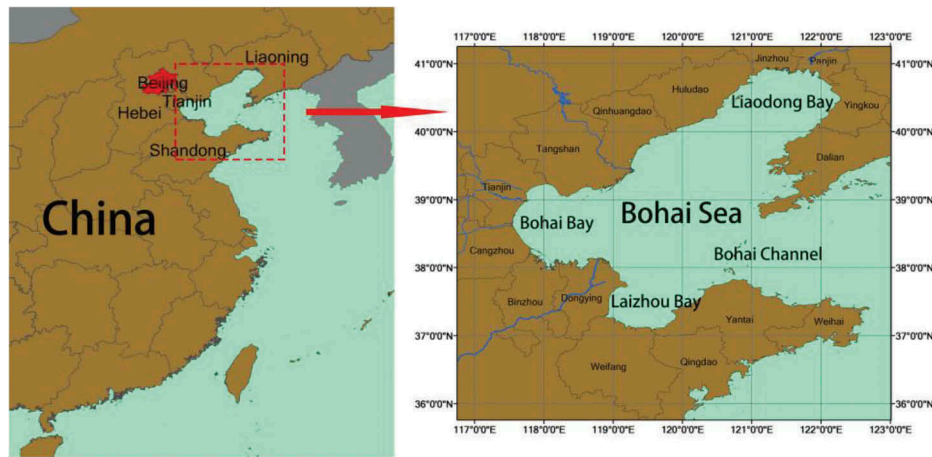 Liaoning
Beijing
Tianjin
Hebei
Shandong
China
117°0'0"E 118°0'0"E 119°0'0"E 120°0'0"E 121°0'0"E 122°0'0"E 123°0'0"E
41°0'0"N
40°0'0"N
39°0'0"N
38°0'0"N
37°0'0"N
36°0'0"N
Jinzhou
Panjin
Huludao
Liaodong Bay
Yingkou
Qinhuangdao
Tangshan
Dalian
Tianjin
Bohai Bay
Bohai Sea
Cangzhou
Bohai Channel
Binzhou
Dongying
Laizhou Bay
Yantai
Weihai
Weifang
Qingdao
41°0'0"N
40°0'0"N
39°0'0"N
38°0'0"N
37°0'0"N
36°0'0"N
117°0'0"E 118°0'0"E 119°0'0"E 120°0'0"E 121°0'0"E 122°0'0"E 123°0'0"E